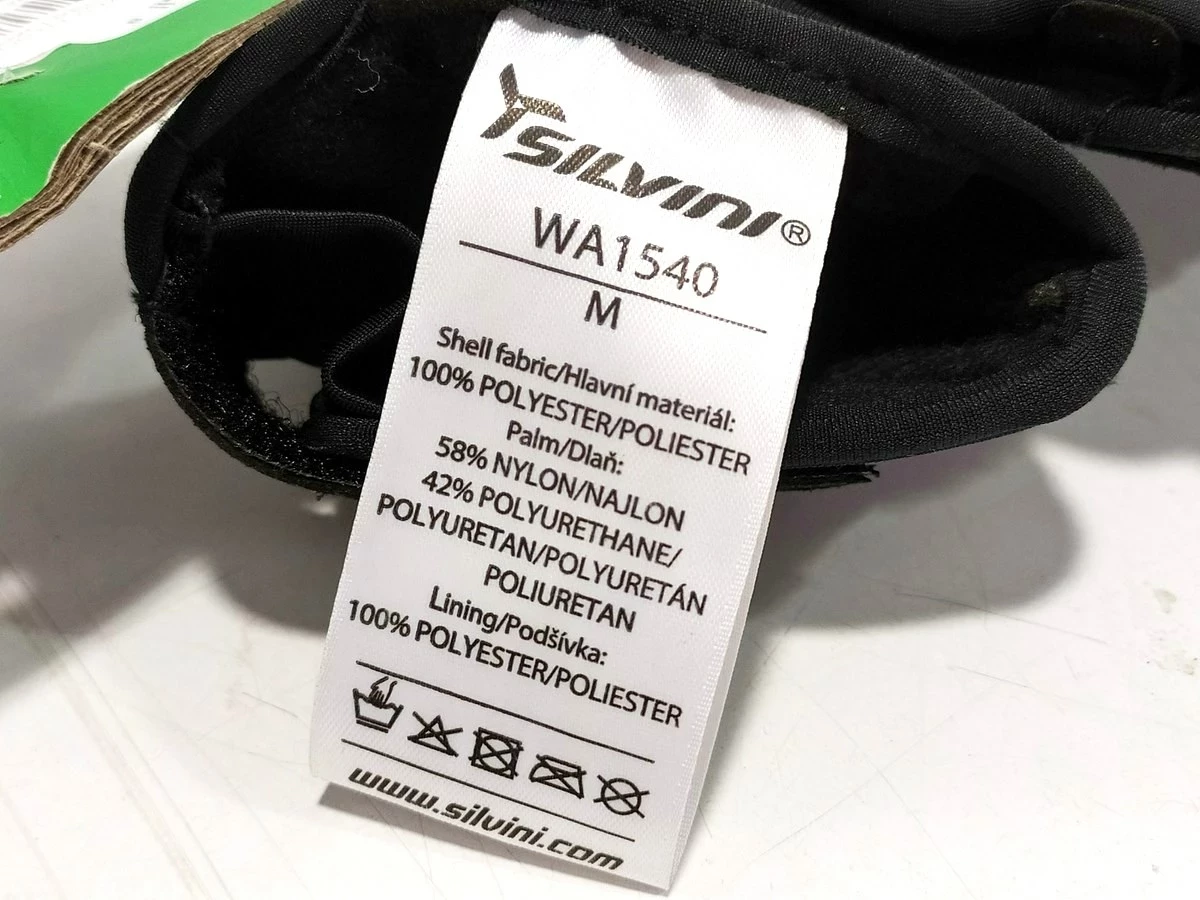 SILVINI®
WA1540
M
Shell fabric/Hlavní materiál:
100% POLYESTER/POLIESTER
Palm/Dlaň:
58% NYLON/NAJLON
42% POLYURETHANE/
POLYURETAN/POLYURETÁN
POLIURETAN
Lining/Podšívka:
100% POLYESTER/POLIESTER
www.silvini.com